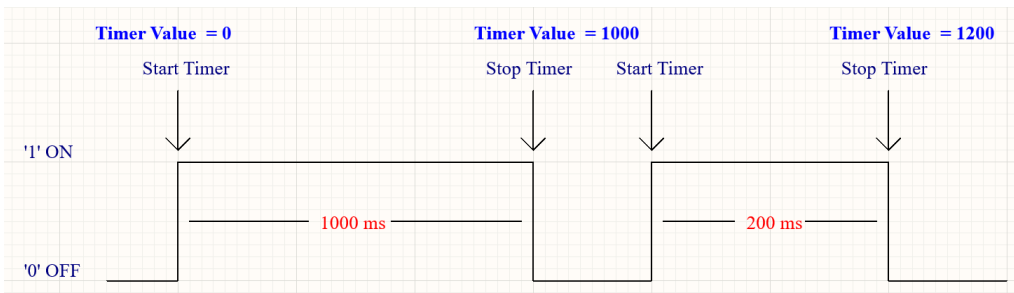 Timer Value = 0 Timer Value = 1000 Timer Value = 1200
Start Timer Stop Timer Start Timer Stop Timer
'1' ON
1000 ms 200 ms
'0' OFF